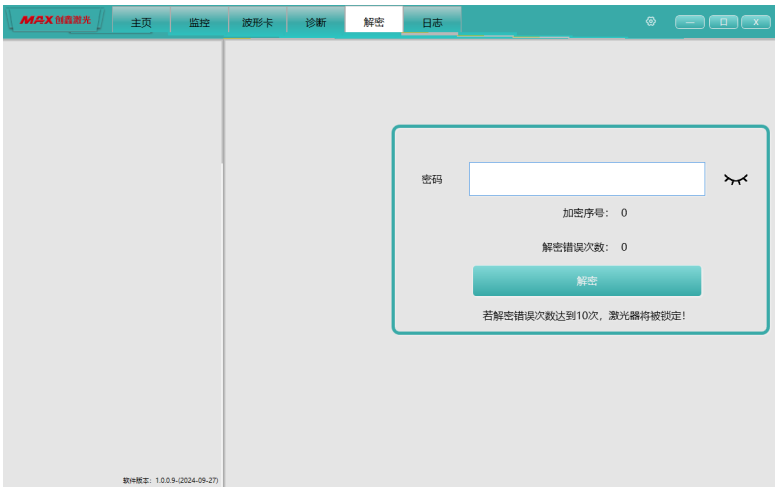 MAX 创鑫激光 主页 监控 波形卡 诊断 解密 日志
密码
加密序号： 0
解密错误次数： 0
解密
若解密错误次数达到10次，激光器将被锁定！
软件版本： 1.0.0.9-(2024-09-27)